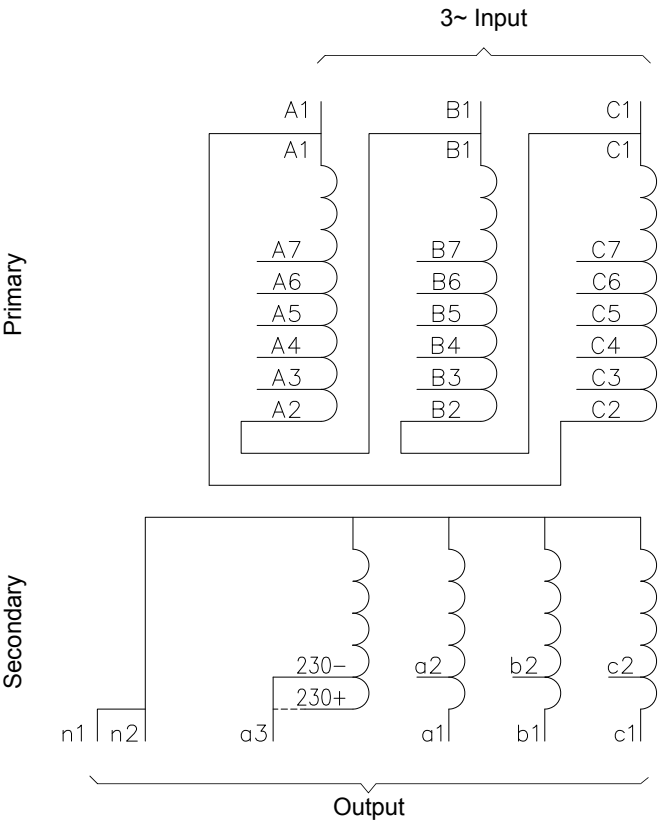 3~ Input
A1 B1 C1
A1 B1 C1
Primary
A7 B7 C7
A6 B6 C6
A5 B5 C5
A4 B4 C4
A3 B3 C3
A2 B2 C2
Secondary
230- a2 b2 c2
230+
n1 n2 a3 a1 b1 c1
Output